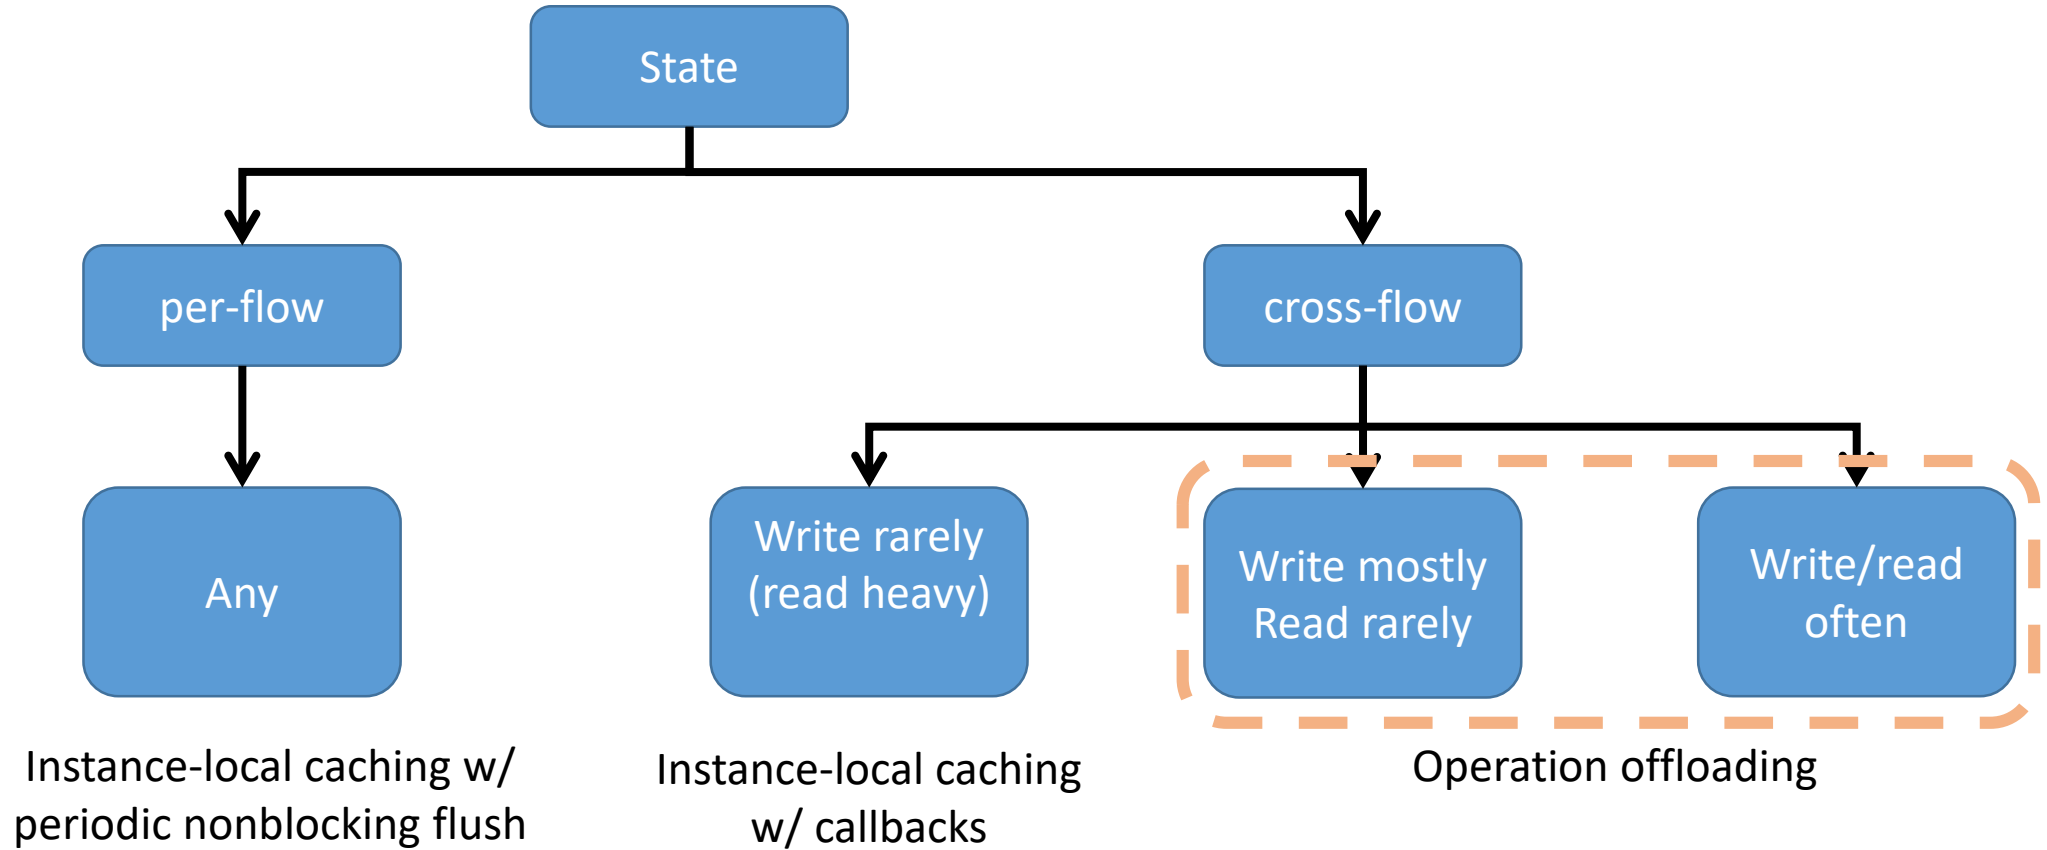 State
per-flow
cross-flow
Any
Write rarely
(read heavy)
Write mostly
Read rarely
Write/read
often
Instance-local caching w/
periodic nonblocking flush
Instance-local caching
w/ callbacks
Operation offloading